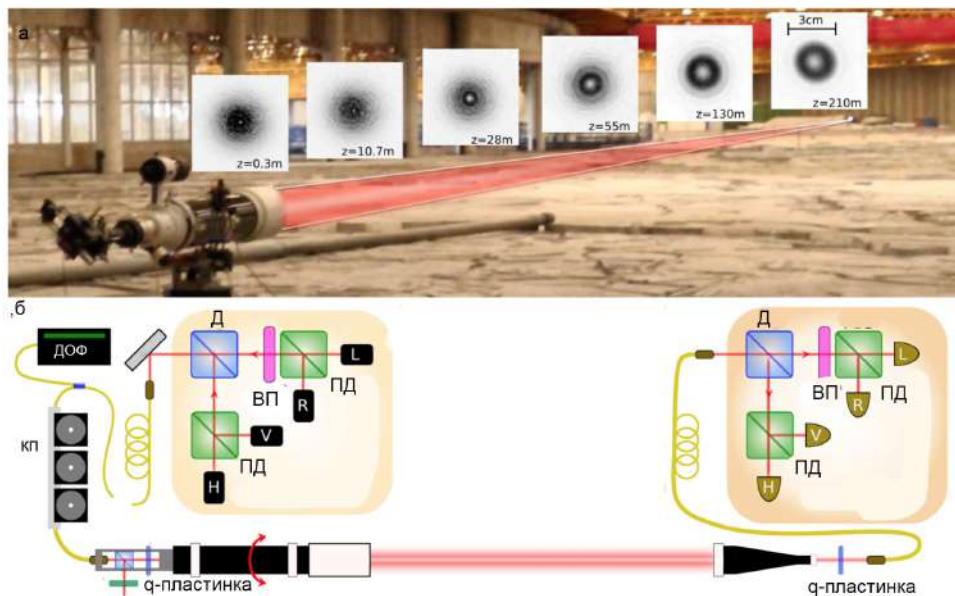 а
3cm
z=0.3m
z=10.7m
z=28m
z=55m
z=130m
z=210m
,б
ДОФ
кп
Д
ВП
ПД
L
R
V
ПД
H
q-пластинка
Д
ВП'
ПД
L
R
V
ПД
H
q-пластинка